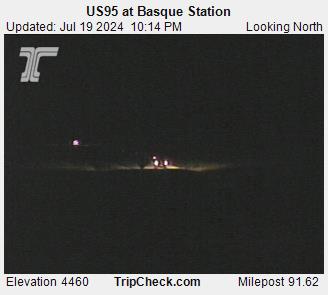 US95 at Basque Station
Updated: Jul 19 2024 10:14 PM Looking North
Elevation 4460 TripCheck.com Milepost 91.62